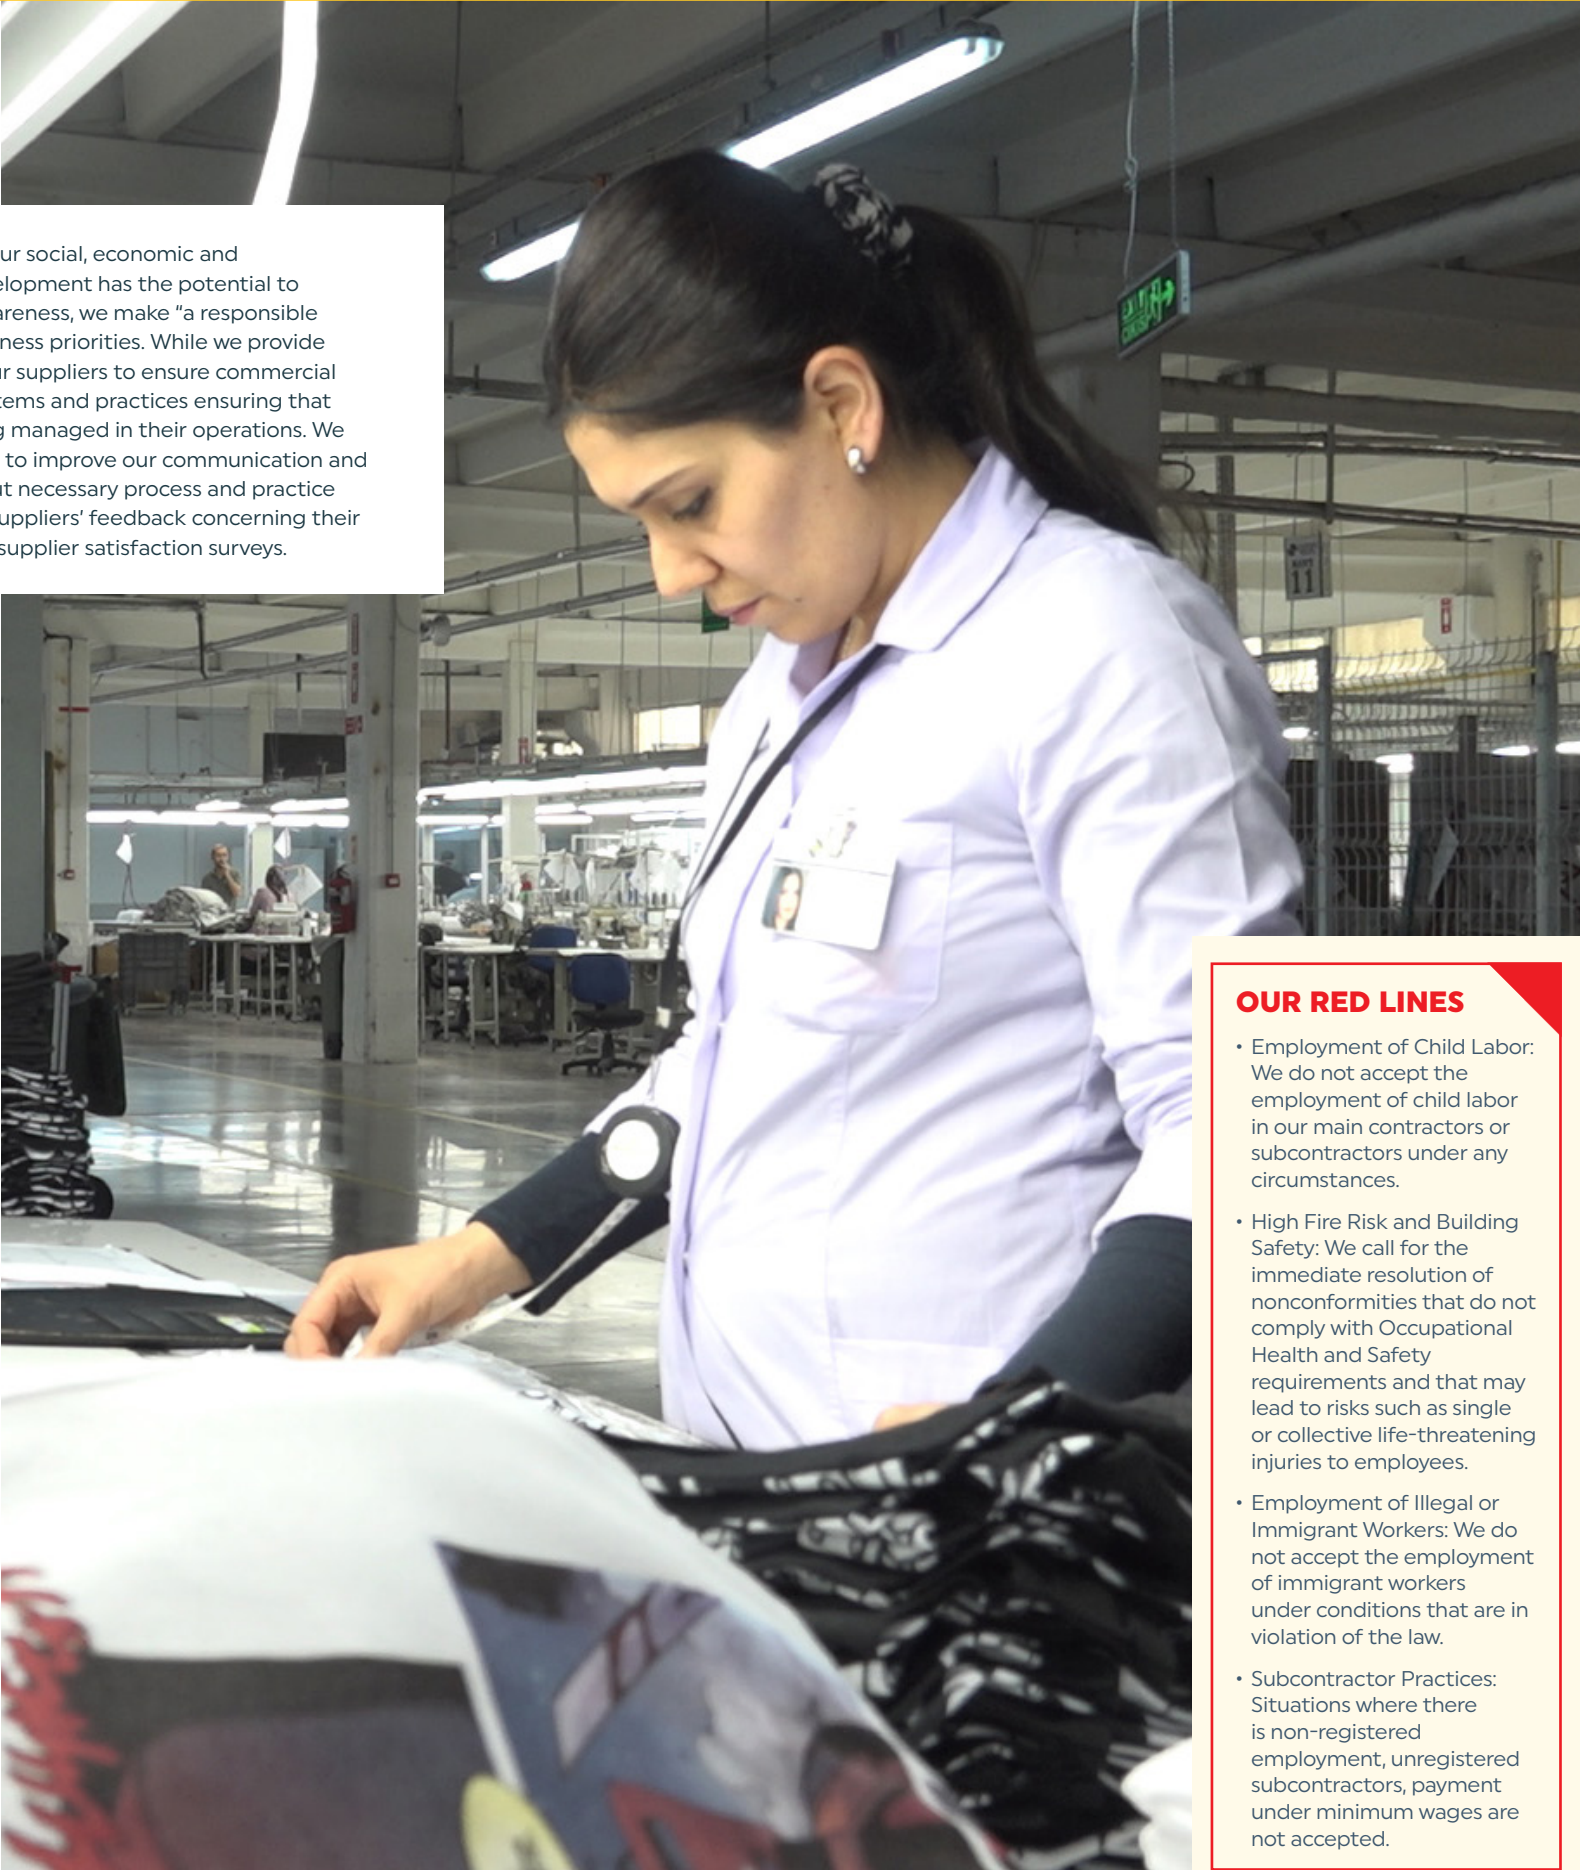 ur social, economic and
elopment has the potential to
areness, we make “a responsible
ness priorities. While we provide
ur suppliers to ensure commercial
tems and practices ensuring that
g managed in their operations. We
to improve our communication and
ut necessary process and practice
uppliers’ feedback concerning their
supplier satisfaction surveys.
EXIT
ÇIKIŞ
11
OUR RED LINES
• Employment of Child Labor:
We do not accept the
employment of child labor
in our main contractors or
subcontractors under any
circumstances.
• High Fire Risk and Building
Safety: We call for the
immediate resolution of
nonconformities that do not
comply with Occupational
Health and Safety
requirements and that may
lead to risks such as single
or collective life-threatening
injuries to employees.
• Employment of Illegal or
Immigrant Workers: We do
not accept the employment
of immigrant workers
under conditions that are in
violation of the law.
• Subcontractor Practices:
Situations where there
is non-registered
employment, unregistered
subcontractors, payment
under minimum wages are
not accepted.